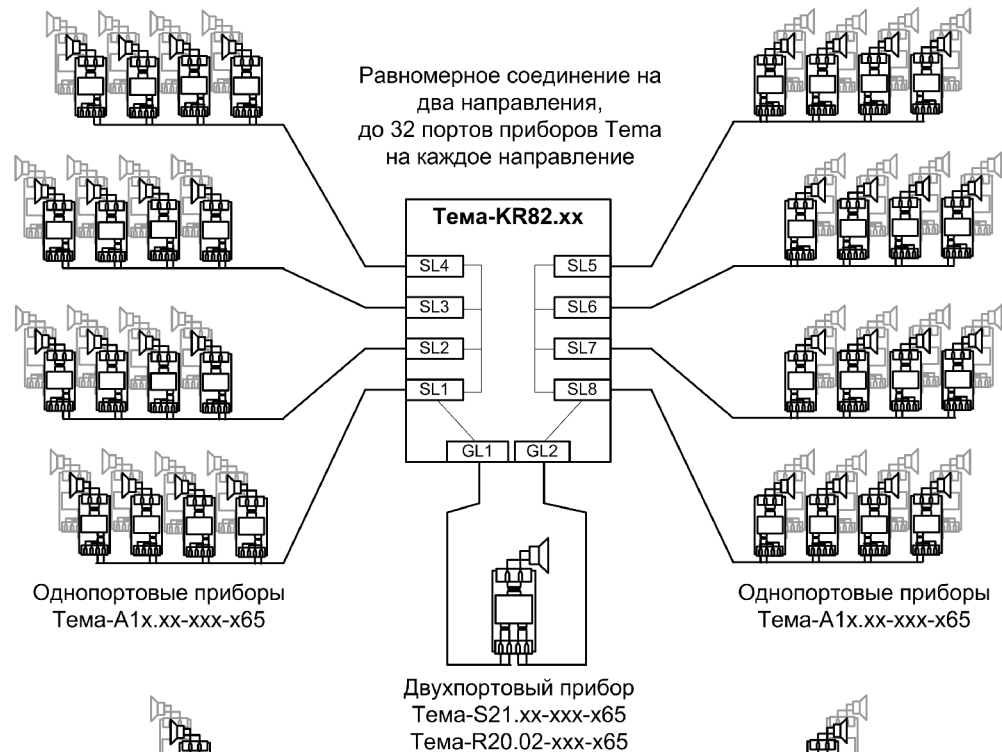 Равномерное соединение на
два направления,
до 32 портов приборов Tema
на каждое направление
Тема-KR82.xx
SL4
SL5
SL3
SL6
SL2
SL7
SL1
SL8
GL1
GL2
Однопортовые приборы
Тема-A1x.xx-xxx-x65
Однопортовые приборы
Тема-A1x.xx-xxx-x65
Двухпортовый прибор
Тема-S21.xx-xxx-x65
Тема-R20.02-xxx-x65